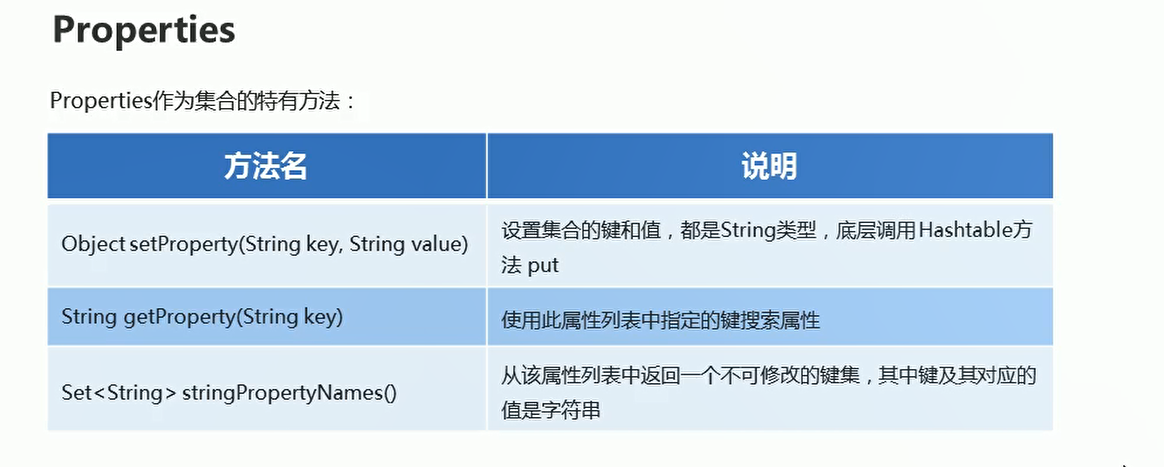 Properties
Properties作为集合的特有方法：
方法名
说明
Object setProperty(String key, String value)
设置集合的键和值，都是String类型，底层调用Hashtable方
法 put
String getProperty(String key)
使用此属性列表中指定的键搜索属性
Set<String> stringPropertyNames()
从该属性列表中返回一个不可修改的键集，其中键及其对应的
值是字符串